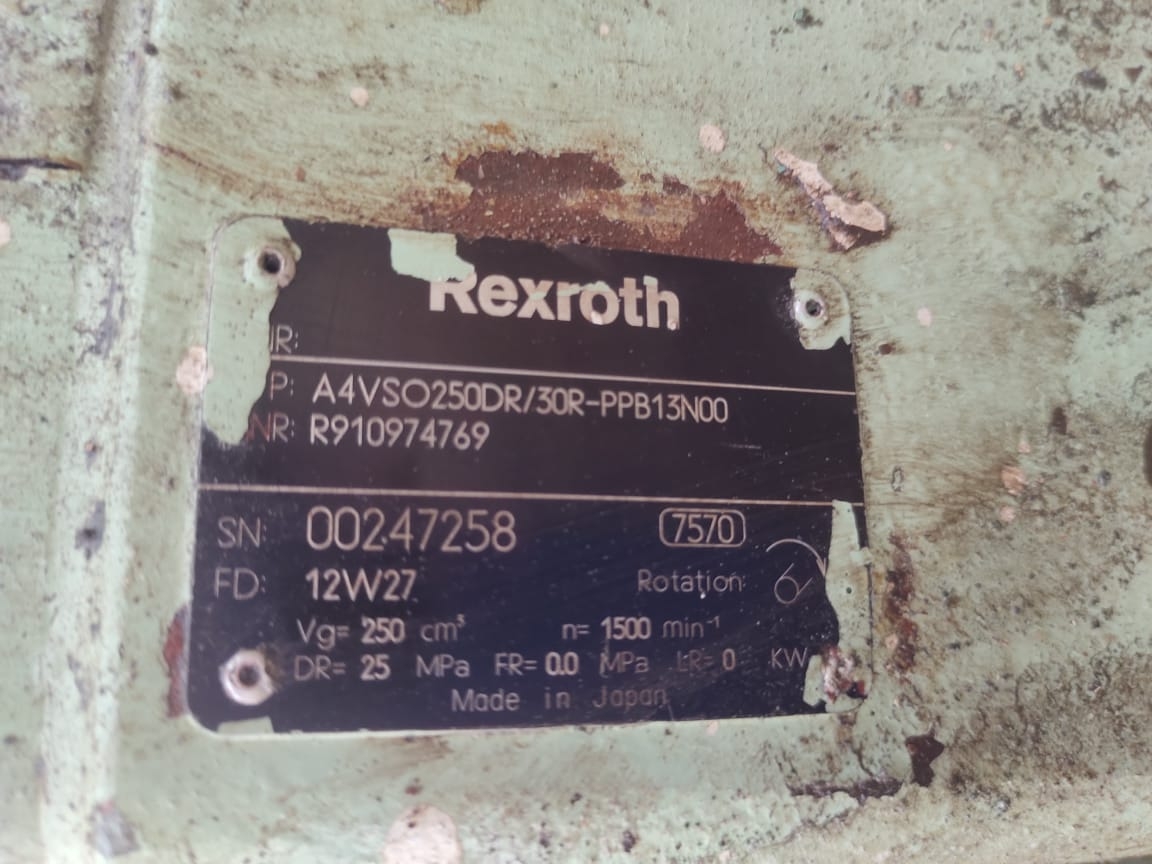 Rexroth
R:
P: A4VSO250DR/30R-PPB13N00
NR: R910974769
SN: 00247258 7570
FD: 12W27 Rotation:
Vg= 250 cm³ n= 1500 min⁻¹
DR= 25 MPa FR= 0.0 MPa LR= 0 KW
Made in Japan